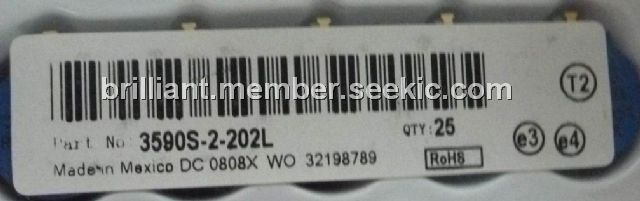 brilliant.member.seekic.com
T2
Part No: 3590S-2-202L QTY: 25
e3 e4
Made in Mexico DC 0808X WO 32198789 RoHS